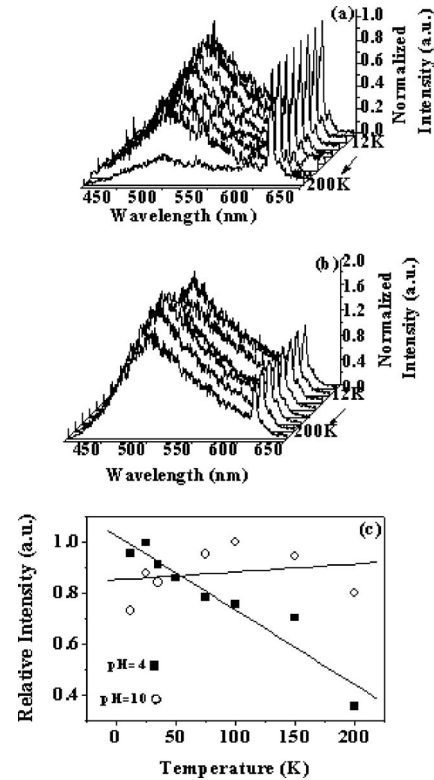 (a)
1.0
0.8
0.6
0.4
0.2
0.0
Normalized
Intensity (a.u.)
12K
200K
450 500 550 600 650
Wavelength (nm)
(b)
2.0
1.6
1.2
0.8
0.4
0.0
Normalized
Intensity (a.u.)
12K
200K
450 500 550 600 650
Wavelength (nm)
(c)
1.0
0.8
0.6
0.4
Relative Intensity (a.u.)
pH=4
pH=10
0 50 100 150 200
Temperature (K)